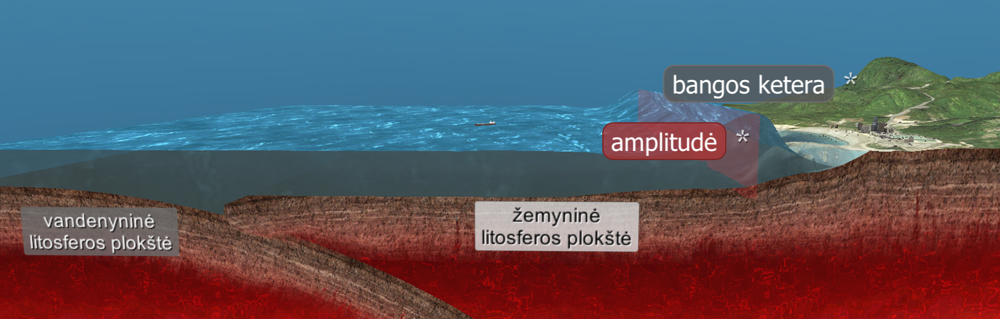 bangos ketera *
amplitudė *
vandenyninė
litosferos plokštė
žemyninė
litosferos plokštė